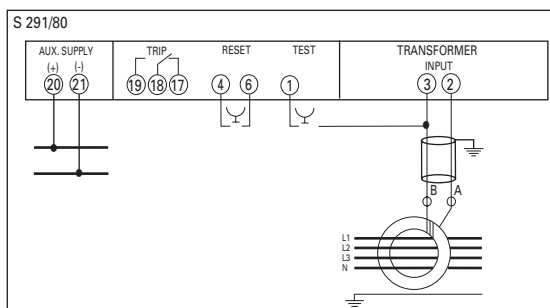 S 291/80
AUX. SUPPLY TRIP RESET TEST TRANSFORMER
INPUT
(+) (-)
20 21 19 18 17 4 6 1 3 2
B A
L1
L2
L3
N